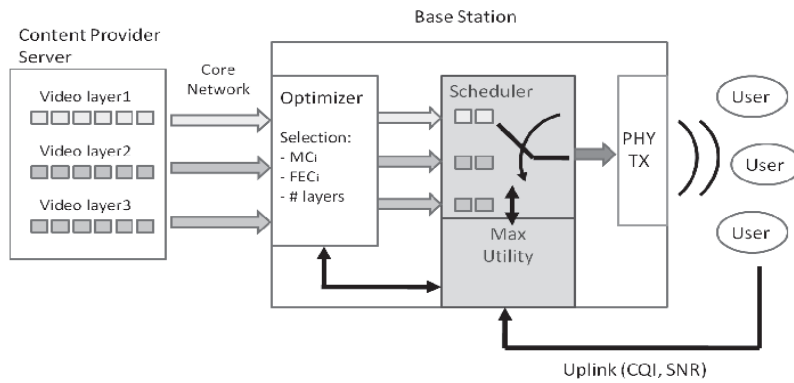 Base Station
Content Provider
Server
Core
Network
Video layer1
Video layer2
Video layer3
Optimizer
Selection:
- MCi
- FECi
- # layers
Scheduler
Max
Utility
PHY
TX
User
User
User
Uplink (CQI, SNR)